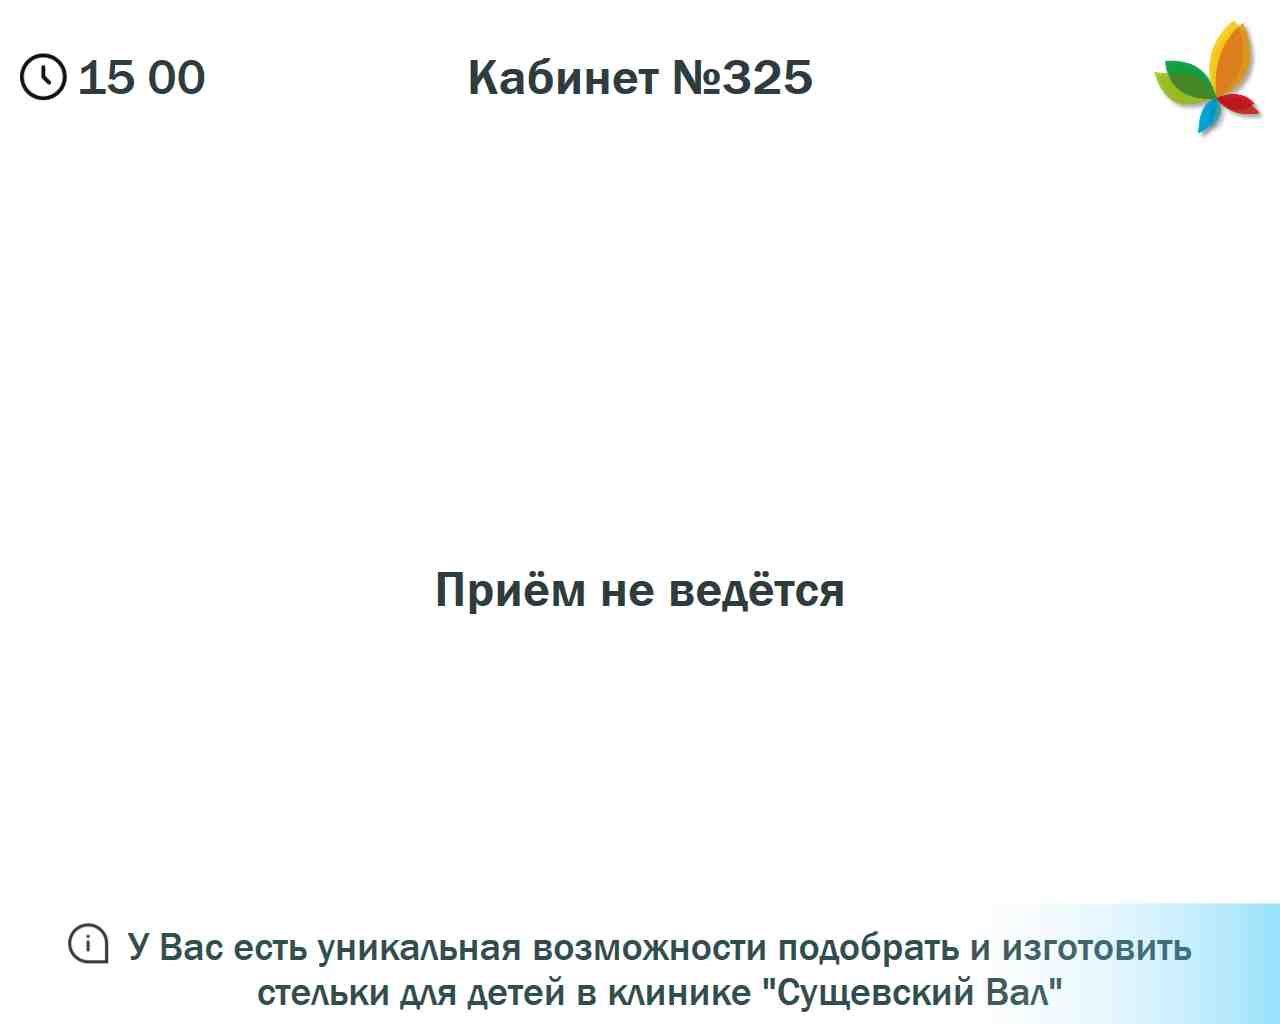 15 00
Кабинет №325
Приём не ведётся
У Вас есть уникальная возможности подобрать и изготовить
стельки для детей в клинике "Сущевский Вал"